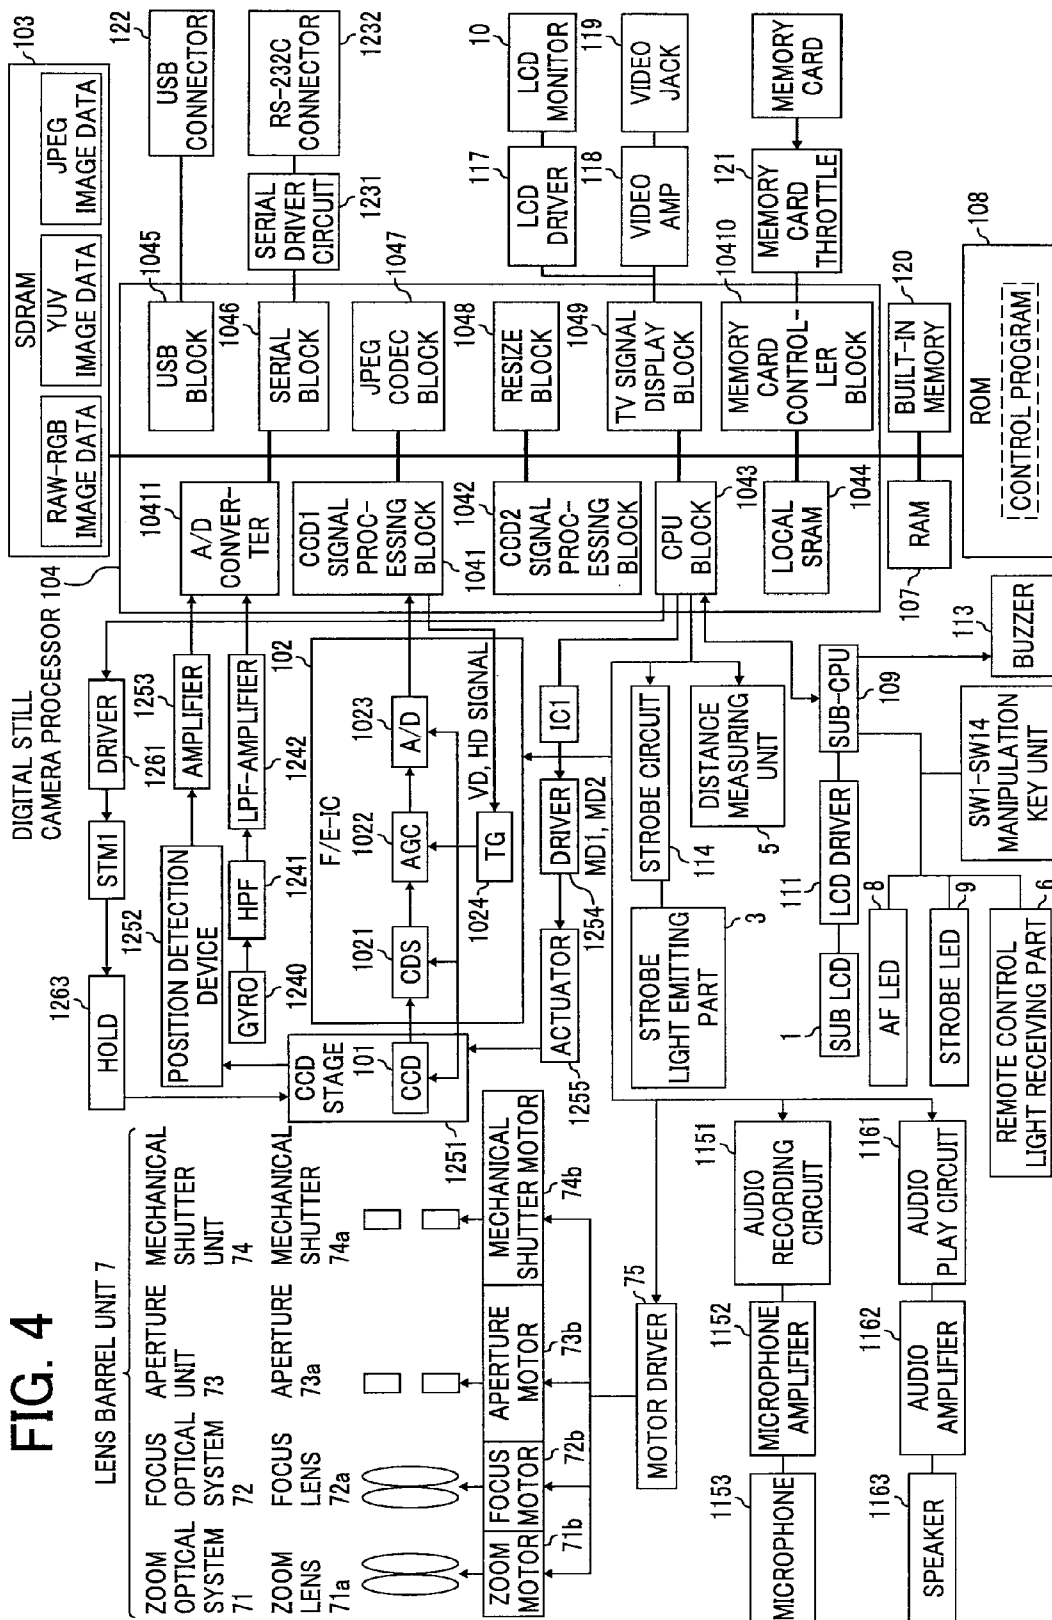 FIG. 4
LENS BARREL UNIT 7
ZOOM
OPTICAL
SYSTEM
71
FOCUS
OPTICAL
SYSTEM
72
APERTURE
UNIT
73
MECHANICAL
SHUTTER
UNIT
74
ZOOM
LENS
71a
FOCUS
LENS
72a
APERTURE
73a
MECHANICAL
SHUTTER
74a
ZOOM
MOTOR
71b
FOCUS
MOTOR
72b
APERTURE
MOTOR
73b
MECHANICAL
SHUTTER MOTOR
74b
MOTOR DRIVER
75
MICROPHONE
1153
MICROPHONE
AMPLIFIER
1152
AUDIO
RECORDING
CIRCUIT
1151
SPEAKER
1163
AUDIO
AMPLIFIER
1162
AUDIO
PLAY CIRCUIT
1161
DIGITAL STILL
CAMERA PROCESSOR 104
1263
HOLD
STM1
DRIVER
1261
1252
POSITION DETECTION
DEVICE
AMPLIFIER
1253
GYRO
1240
HPF
1241
LPF-AMPLIFIER
1242
CCD
STAGE
1251
101
CCD
F/E-IC
102
1021
CDS
1022
AGC
1023
A/D
TG
1024
VD, HD SIGNAL
ACTUATOR
1255
DRIVER
1254
MD1, MD2
IC1
STROBE
LIGHT EMITTING
PART
3
STROBE CIRCUIT
114
DISTANCE
MEASURING
UNIT
5
1
SUB LCD
LCD DRIVER
111
SUB-CPU
109
BUZZER
113
AF LED
8
STROBE LED
9
REMOTE CONTROL
LIGHT RECEIVING PART
6
SW1-SW14
MANIPULATION
KEY UNIT
SDRAM
103
RAW-RGB
IMAGE DATA
YUV
IMAGE DATA
JPEG
IMAGE DATA
10411
A/D
CONVER-
TER
CCD1
SIGNAL
PROC-
ESSING
BLOCK
1041
CCD2
SIGNAL
PROC-
ESSING
BLOCK
1042
CPU
BLOCK
1043
LOCAL
SRAM
1044
USB
BLOCK
1045
SERIAL
BLOCK
1046
JPEG
CODEC
BLOCK
1047
RESIZE
BLOCK
1048
TV SIGNAL
DISPLAY
BLOCK
1049
MEMORY
CARD
CONTROL-
LER
BLOCK
10410
USB
CONNECTOR
122
SERIAL
DRIVER
CIRCUIT
1231
RS-232C
CONNECTOR
1232
LCD
DRIVER
117
LCD
MONITOR
10
VIDEO
AMP
118
VIDEO
JACK
119
MEMORY
CARD
THROTTLE
121
MEMORY
CARD
RAM
107
BUILT-IN
MEMORY
120
ROM
108
CONTROL PROGRAM